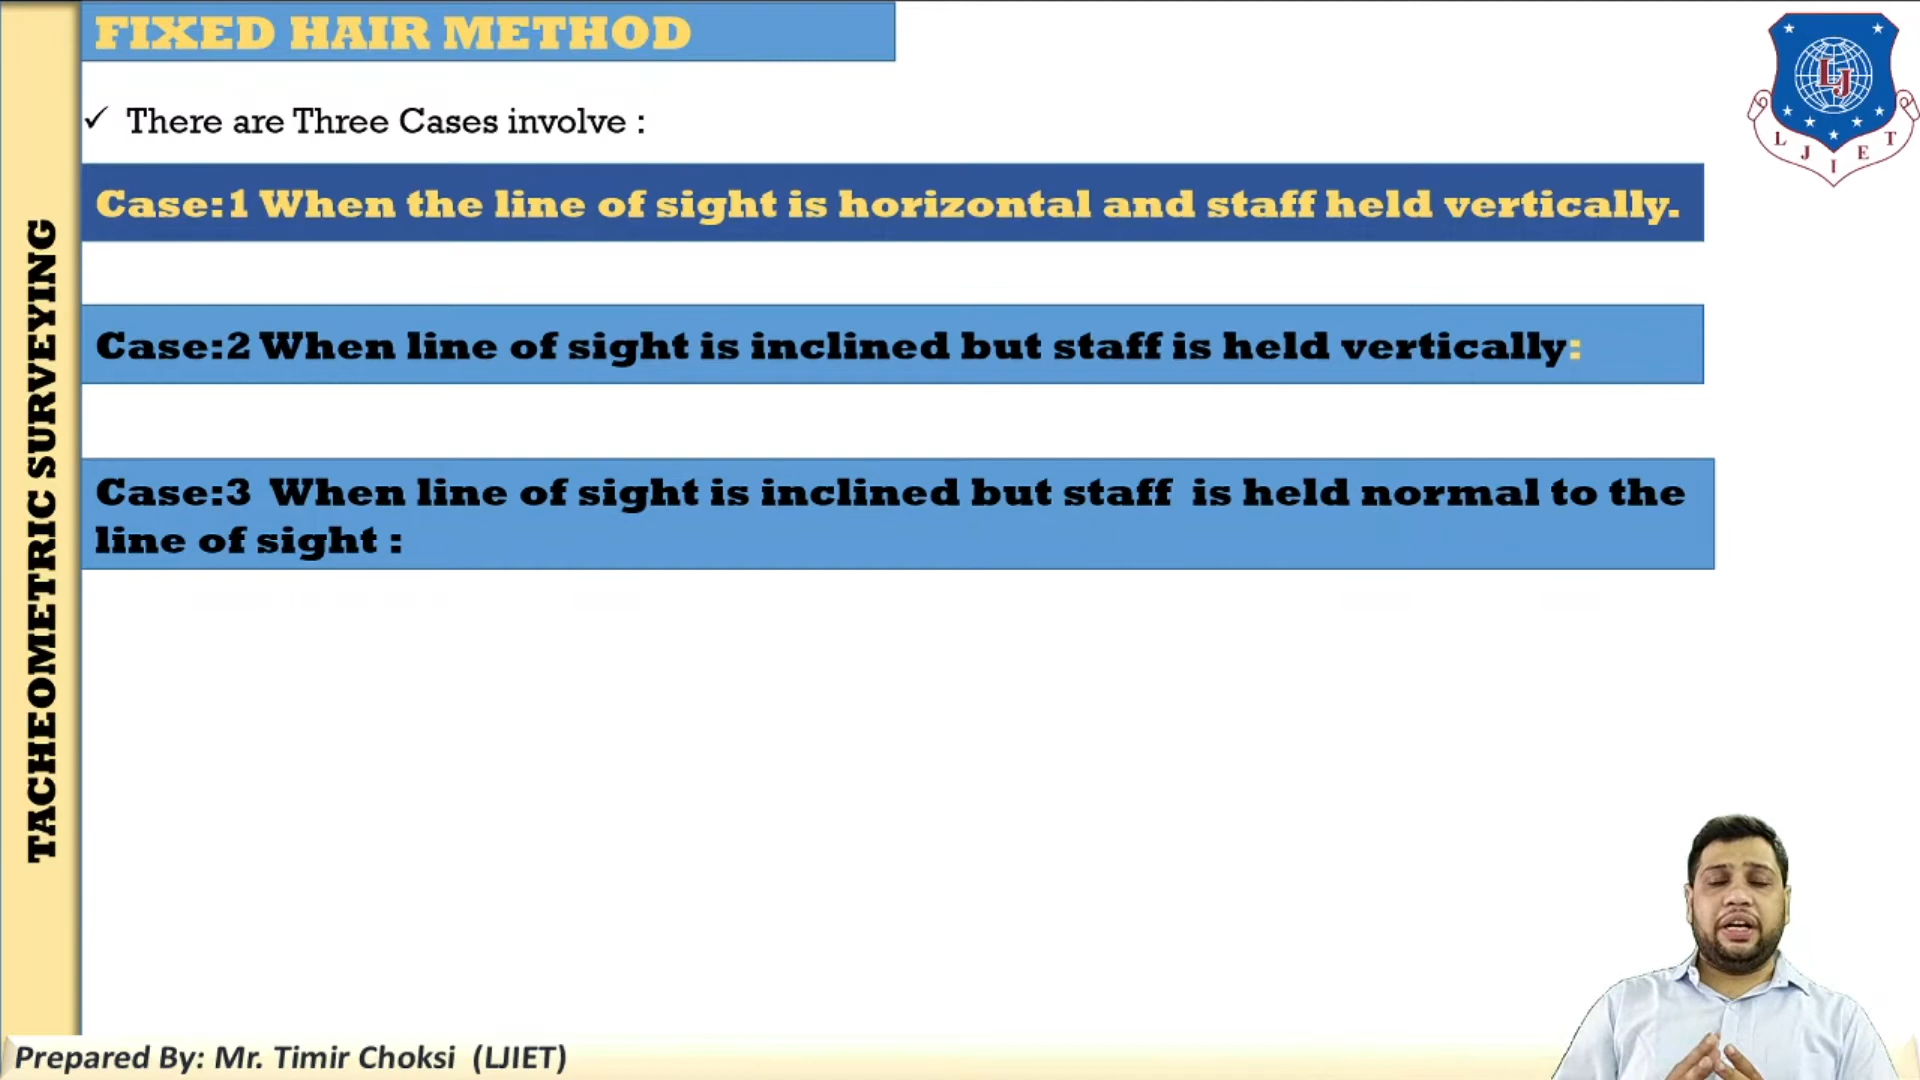 FIXED HAIR METHOD
✓ There are Three Cases involve :
Case:1 When the line of sight is horizontal and staff held vertically.
Case:2 When line of sight is inclined but staff is held vertically:
Case:3 When line of sight is inclined but staff is held normal to the
line of sight :
TACHEOMETRIC SURVEYING
LJ
L J I E T
Prepared By: Mr. Timir Choksi (LJIET)